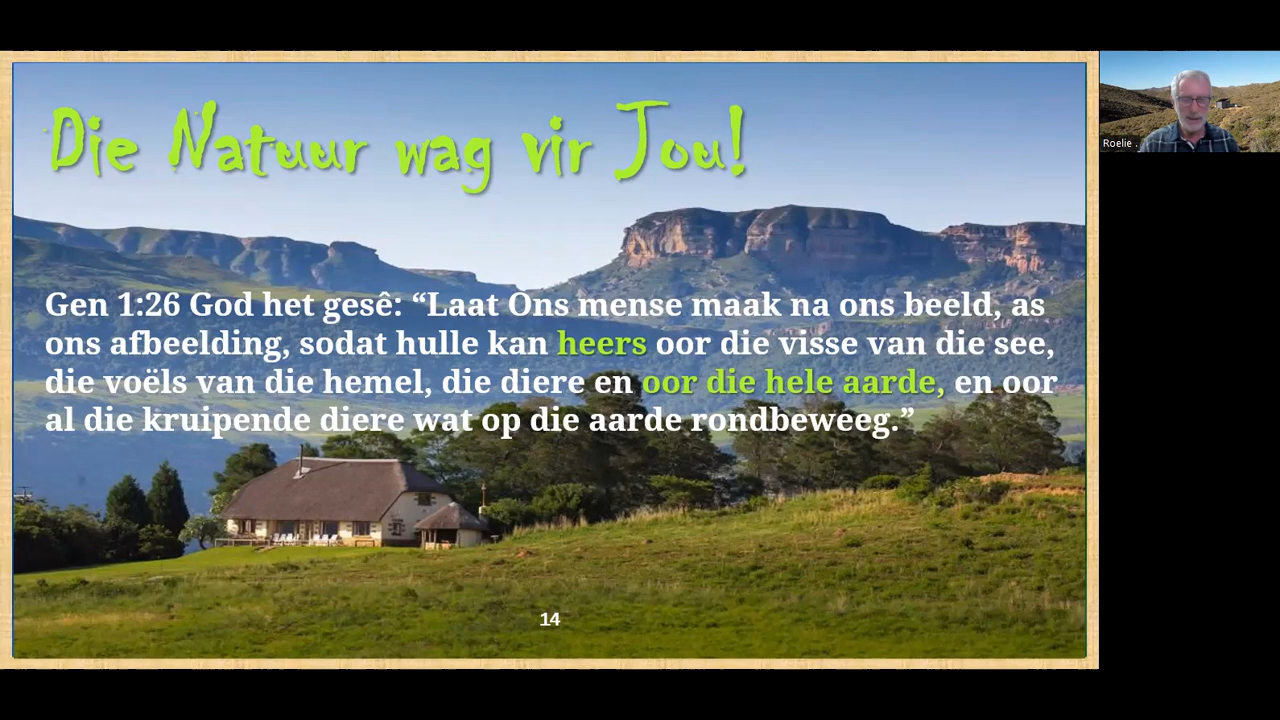 Die Natuur wag vir Jou!
Gen 1:26 God het gesê: “Laat Ons mense maak na ons beeld, as
ons afbeelding, sodat hulle kan heers oor die visse van die see,
die voëls van die hemel, die diere en oor die hele aarde, en oor
al die kruipende diere wat op die aarde rondbeweeg.”
14
Roelie .